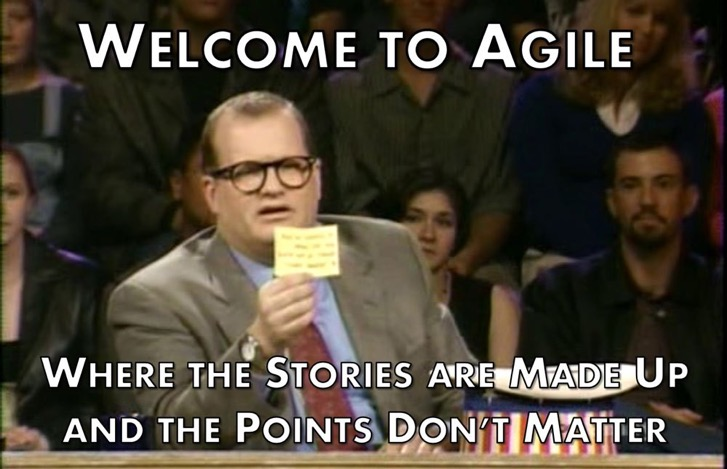 WELCOME TO AGILE
WHERE THE STORIES ARE MADE UP
AND THE POINTS DON'T MATTER